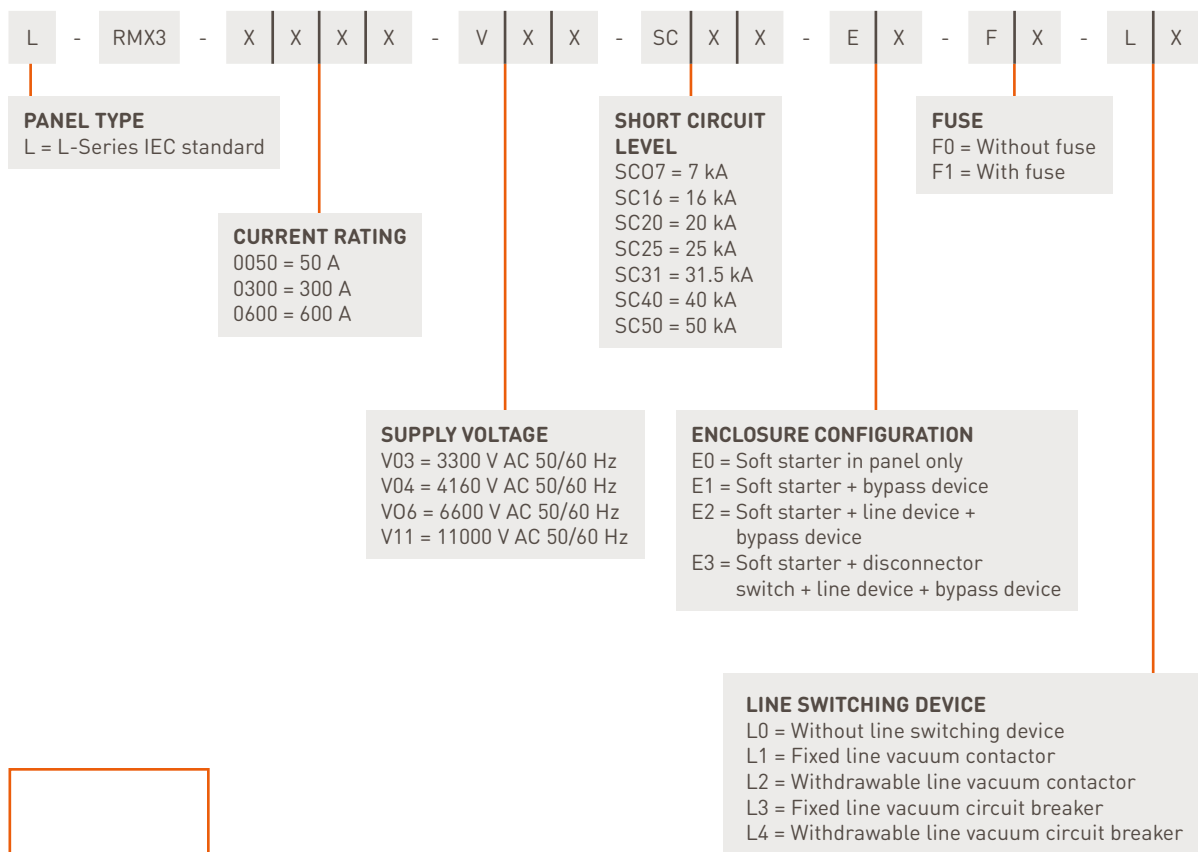 L - RMX3 - X X X X - V X X - SC X X - E X - F X - L X
PANEL TYPE
L = L-Series IEC standard
CURRENT RATING
0050 = 50 A
0300 = 300 A
0600 = 600 A
SUPPLY VOLTAGE
V03 = 3300 V AC 50/60 Hz
V04 = 4160 V AC 50/60 Hz
VO6 = 6600 V AC 50/60 Hz
V11 = 11000 V AC 50/60 Hz
SHORT CIRCUIT
LEVEL
SCO7 = 7 kA
SC16 = 16 kA
SC20 = 20 kA
SC25 = 25 kA
SC31 = 31.5 kA
SC40 = 40 kA
SC50 = 50 kA
ENCLOSURE CONFIGURATION
E0 = Soft starter in panel only
E1 = Soft starter + bypass device
E2 = Soft starter + line device +
bypass device
E3 = Soft starter + disconnector
switch + line device + bypass device
FUSE
F0 = Without fuse
F1 = With fuse
LINE SWITCHING DEVICE
L0 = Without line switching device
L1 = Fixed line vacuum contactor
L2 = Withdrawable line vacuum contactor
L3 = Fixed line vacuum circuit breaker
L4 = Withdrawable line vacuum circuit breaker